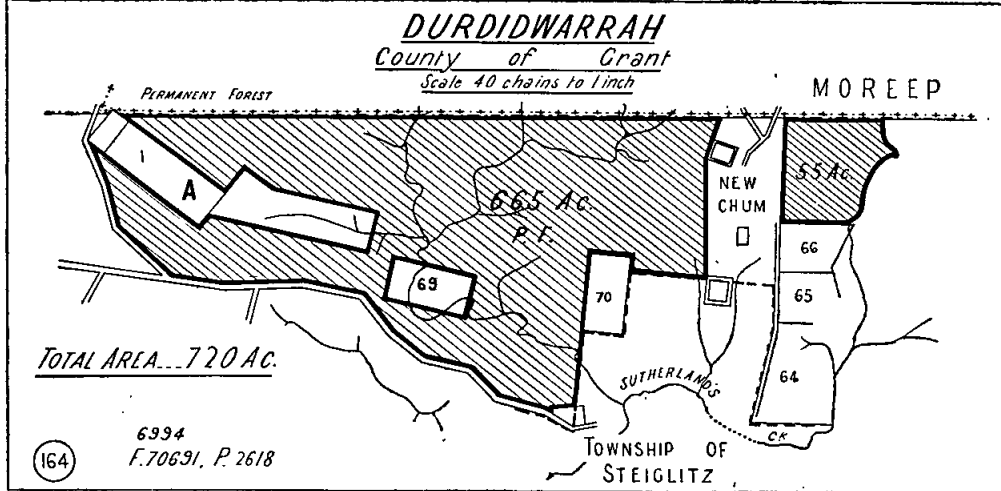 DURDIDWARRAH
County of Grant
Scale 40 chains to 1 inch
MOREEP
PERMANENT FOREST
1
A
665 Ac.
P. F.
NEW
CHUM
55 Ac.
66
69
70
65
64
TOTAL AREA...720 Ac.
SUTHERLAND'S
CK
6994
F.70691, P. 2618
164
TOWNSHIP OF
STEIGLITZ